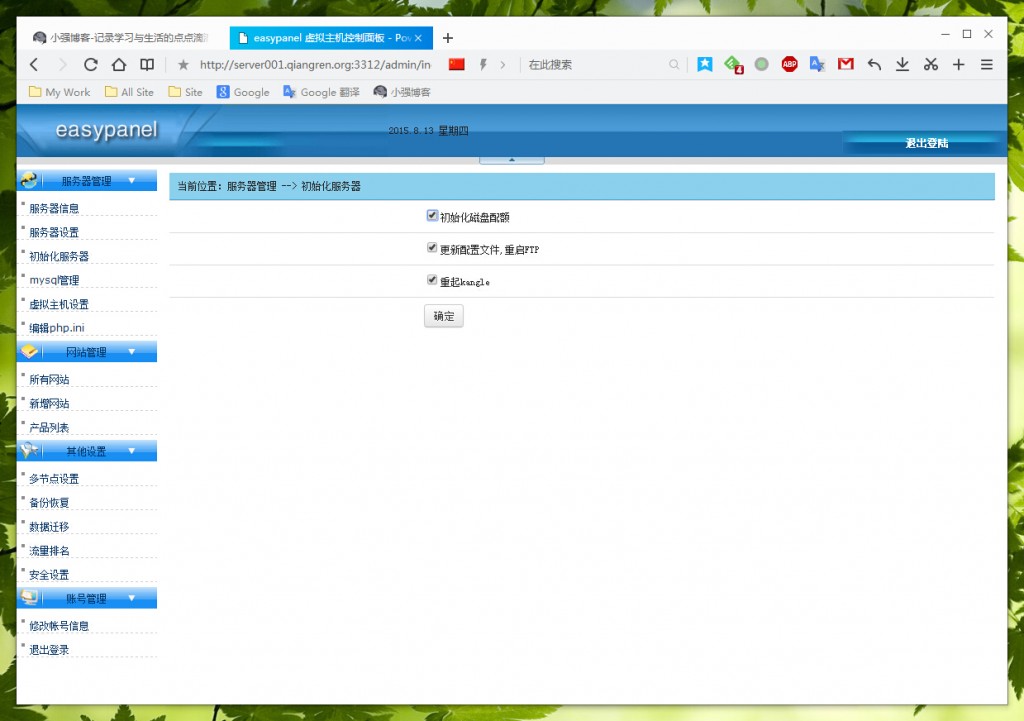 小强博客-记录学习与生活的点点滴
easypanel 虚拟主机控制面板 - Po
http://server001.qiangren.org:3312/admin/in
在此搜索
4
ABP
My Work
All Site
Site
Google
Google 翻译
小强博客
easypanel
2015.8.13 星期四
退出登陆
服务器管理
服务器信息
服务器设置
初始化服务器
mysql管理
虚拟主机设置
编辑php.ini
网站管理
所有网站
新增网站
产品列表
其他设置
多节点设置
备份恢复
数据迁移
流量排名
安全设置
账号管理
修改帐号信息
退出登录
当前位置: 服务器管理 --> 初始化服务器
初始化磁盘配额
更新配置文件,重启FTP
重起kangle
确定